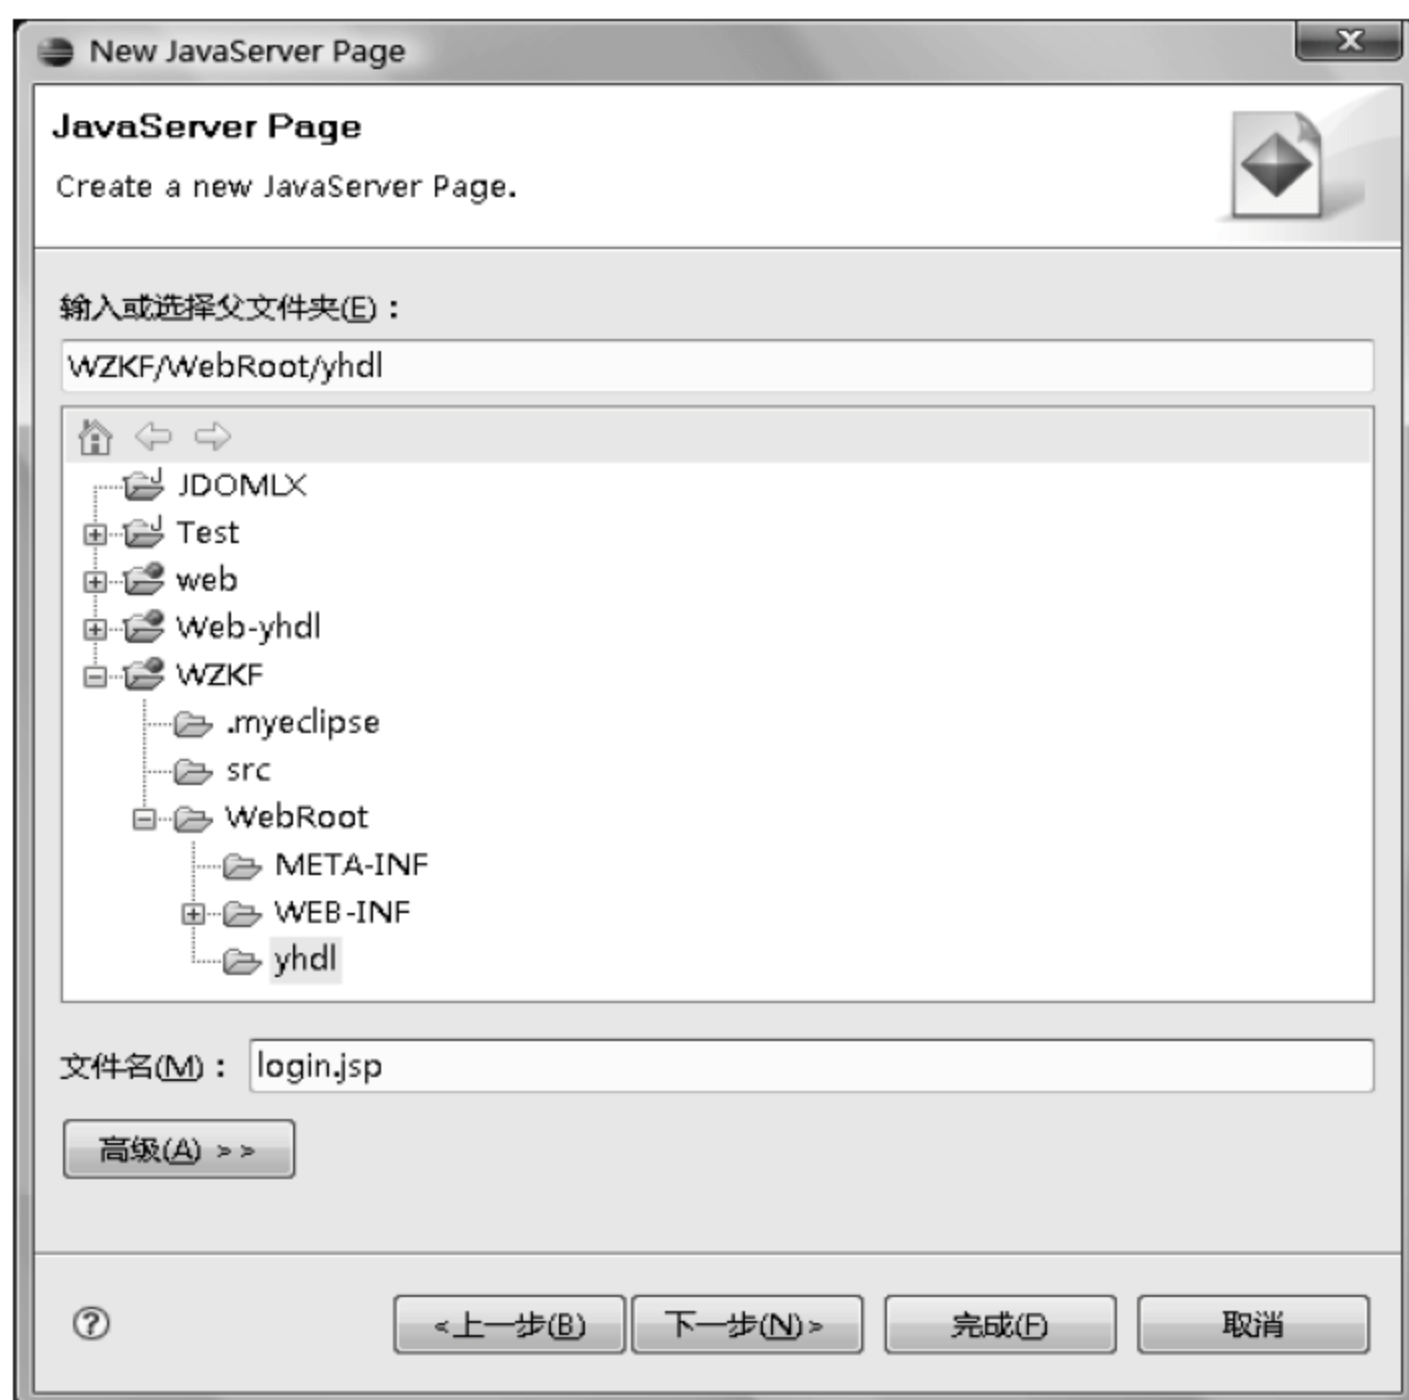 New JavaServer Page
JavaServer Page
Create a new JavaServer Page.
输入或选择父文件夹(E)：
WZKF/WebRoot/yhdl
JDOMLX
Test
web
Web-yhdl
WZKF
.myeclipse
src
WebRoot
META-INF
WEB-INF
yhdl
文件名(M)： login.jsp
高级(A) >>
<上一步(B) 下一步(N)> 完成(F) 取消